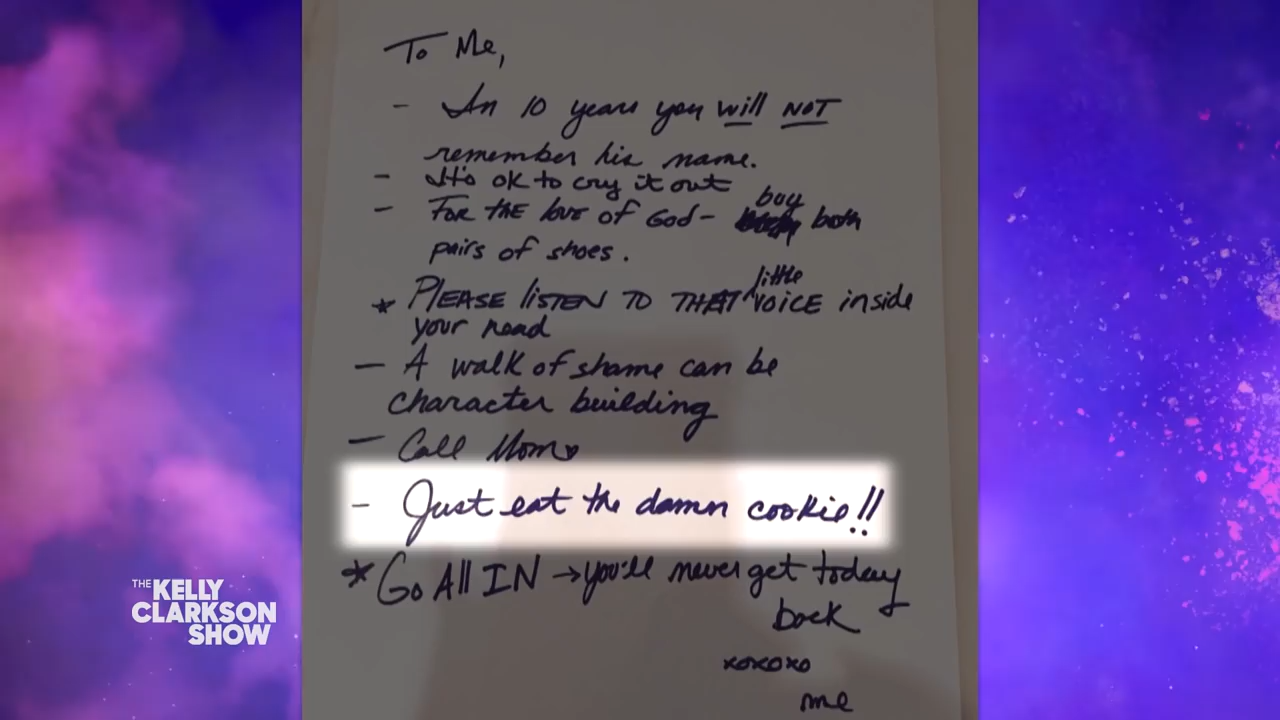 To Me,
- In 10 years you will NOT
remember his name.
- It's ok to cry it out
- FOR THE love of God- buy both
pairs of shoes.
* PLEASE listEN TO THAT little VOICE inside
your head
- A walk of shame can be
character building
- Call Mom
- Just eat the damn cookie!!
* Go All IN → you'll never get today
back
xoxoxo
me
THE
KELLY
CLARKSON
SHOW